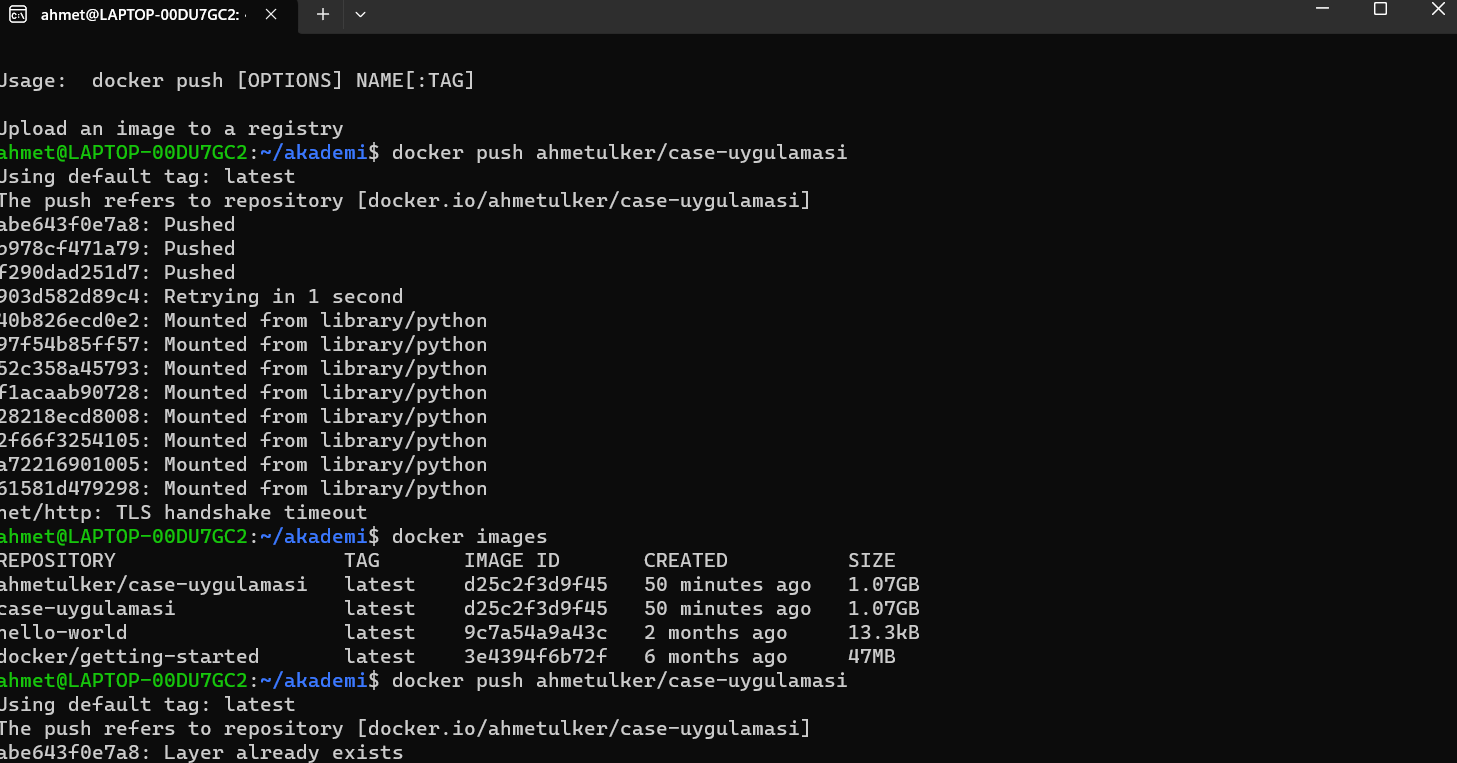 ahmet@LAPTOP-00DU7GC2: ·
Usage:  docker push [OPTIONS] NAME[:TAG]
Upload an image to a registry
ahmet@LAPTOP-00DU7GC2:~/akademi$ docker push ahmetulker/case-uygulamasi
Using default tag: latest
The push refers to repository [docker.io/ahmetulker/case-uygulamasi]
abe643f0e7a8: Pushed
b978cf471a79: Pushed
f290dad251d7: Pushed
903d582d89c4: Retrying in 1 second
40b826ecd0e2: Mounted from library/python
97f54b85ff57: Mounted from library/python
52c358a45793: Mounted from library/python
f1acaab90728: Mounted from library/python
28218ecd8008: Mounted from library/python
2f66f3254105: Mounted from library/python
a72216901005: Mounted from library/python
61581d479298: Mounted from library/python
net/http: TLS handshake timeout
ahmet@LAPTOP-00DU7GC2:~/akademi$ docker images
REPOSITORY                   TAG       IMAGE ID       CREATED          SIZE
ahmetulker/case-uygulamasi   latest    d25c2f3d9f45   50 minutes ago   1.07GB
case-uygulamasi              latest    d25c2f3d9f45   50 minutes ago   1.07GB
hello-world                  latest    9c7a54a9a43c   2 months ago     13.3kB
docker/getting-started       latest    3e4394f6b72f   6 months ago     47MB
ahmet@LAPTOP-00DU7GC2:~/akademi$ docker push ahmetulker/case-uygulamasi
Using default tag: latest
The push refers to repository [docker.io/ahmetulker/case-uygulamasi]
abe643f0e7a8: Layer already exists